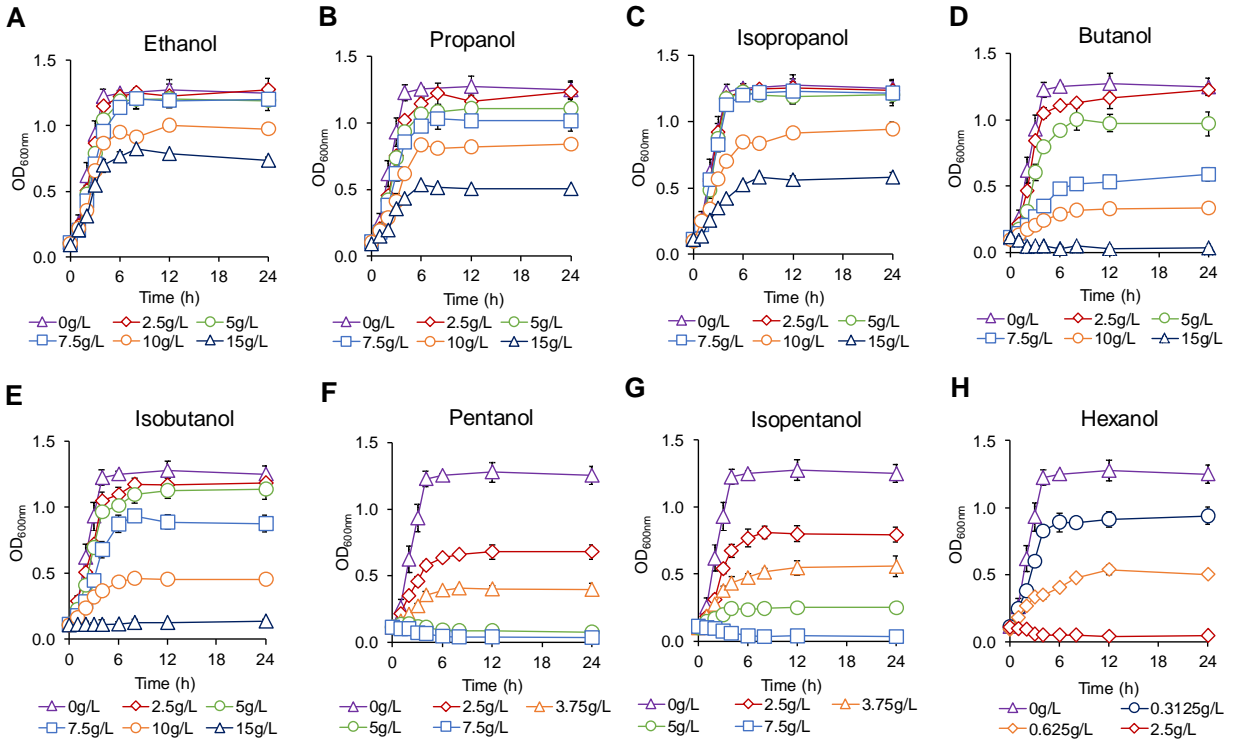 A
Ethanol
1.5
1.0
0.5
0.0
OD600nm
0 6 12 18 24
Time (h)
0g/L 2.5g/L 5g/L
7.5g/L 10g/L 15g/L
B
Propanol
1.5
1.0
0.5
0.0
OD600nm
0 6 12 18 24
Time (h)
0g/L 2.5g/L 5g/L
7.5g/L 10g/L 15g/L
C
Isopropanol
1.5
1.0
0.5
0.0
OD600nm
0 6 12 18 24
Time (h)
0g/L 2.5g/L 5g/L
7.5g/L 10g/L 15g/L
D
Butanol
1.5
1.0
0.5
0.0
OD600nm
0 6 12 18 24
Time (h)
0g/L 2.5g/L 5g/L
7.5g/L 10g/L 15g/L
E
Isobutanol
1.5
1.0
0.5
0.0
OD600nm
0 6 12 18 24
Time (h)
0g/L 2.5g/L 5g/L
7.5g/L 10g/L 15g/L
F
Pentanol
1.5
1.0
0.5
0.0
OD600nm
0 6 12 18 24
Time (h)
0g/L 2.5g/L 3.75g/L
5g/L 7.5g/L
G
Isopentanol
1.5
1.0
0.5
0.0
OD600nm
0 6 12 18 24
Time (h)
0g/L 2.5g/L 3.75g/L
5g/L 7.5g/L
H
Hexanol
1.5
1.0
0.5
0.0
OD600nm
0 6 12 18 24
Time (h)
0g/L 0.3125g/L
0.625g/L 2.5g/L